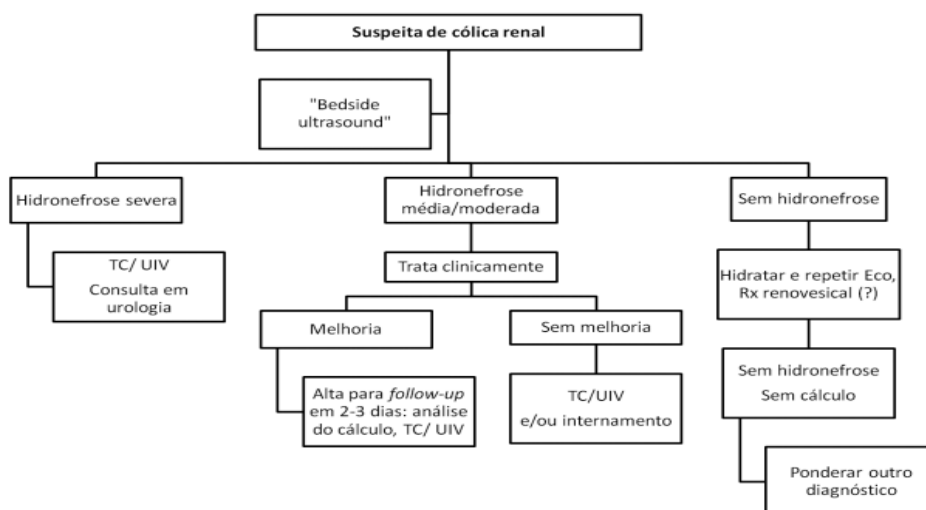 Suspeita de cólica renal
"Bedside
ultrasound"
Hidronefrose severa
TC/ UIV
Consulta em
urologia
Hidronefrose
média/moderada
Trata clinicamente
Melhoria
Alta para follow-up
em 2-3 dias: análise
do cálculo, TC/ UIV
Sem melhoria
TC/UIV
e/ou internamento
Sem hidronefrose
Hidratar e repetir Eco,
Rx renovesical (?)
Sem hidronefrose
Sem cálculo
Ponderar outro
diagnóstico